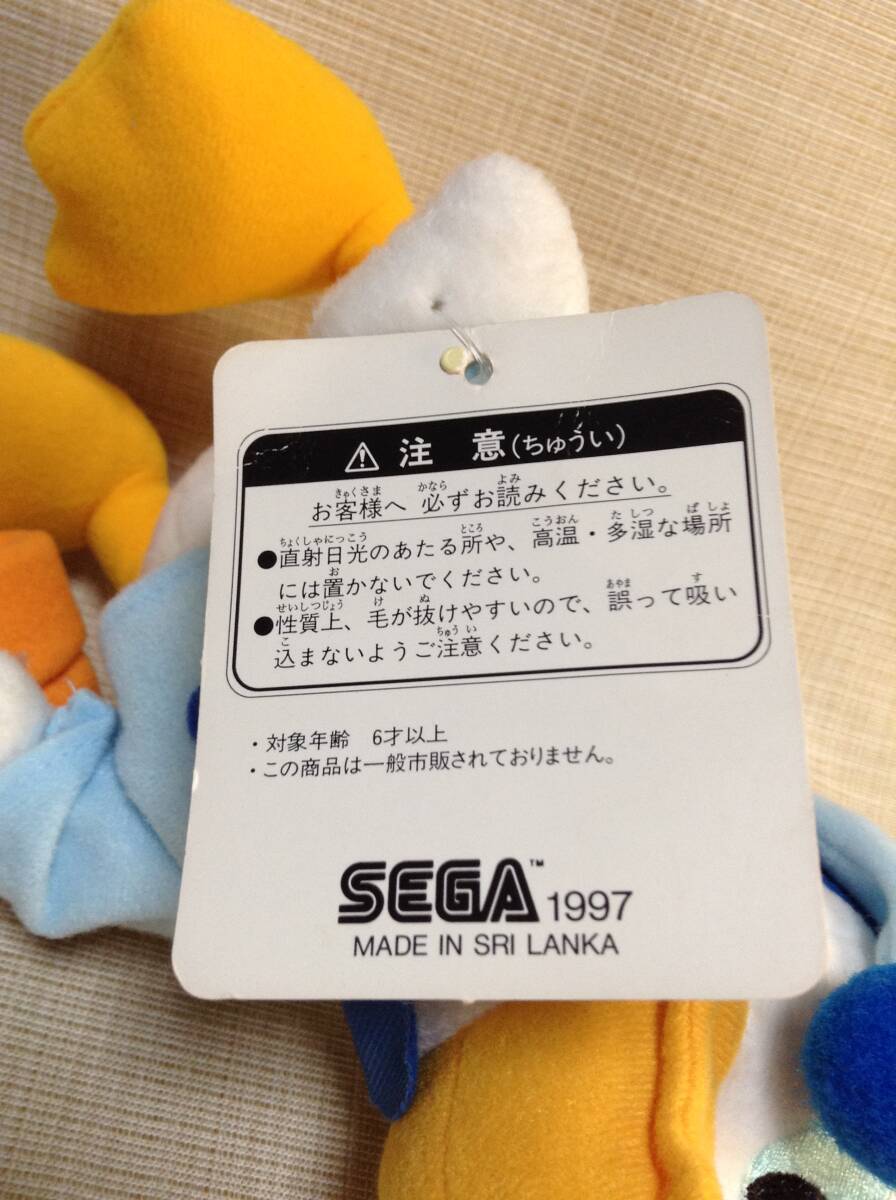 ⚠ 注 意(ちゅうい)
お客様へ 必ずお読みください。
●直射日光のあたる所や、高温・多湿な場所
には置かないでください。
●性質上、毛が抜けやすいので、誤って吸い
込まないようご注意ください。
・対象年齢 6才以上
・この商品は一般市販されておりません。
SEGA™ 1997
MADE IN SRI LANKA